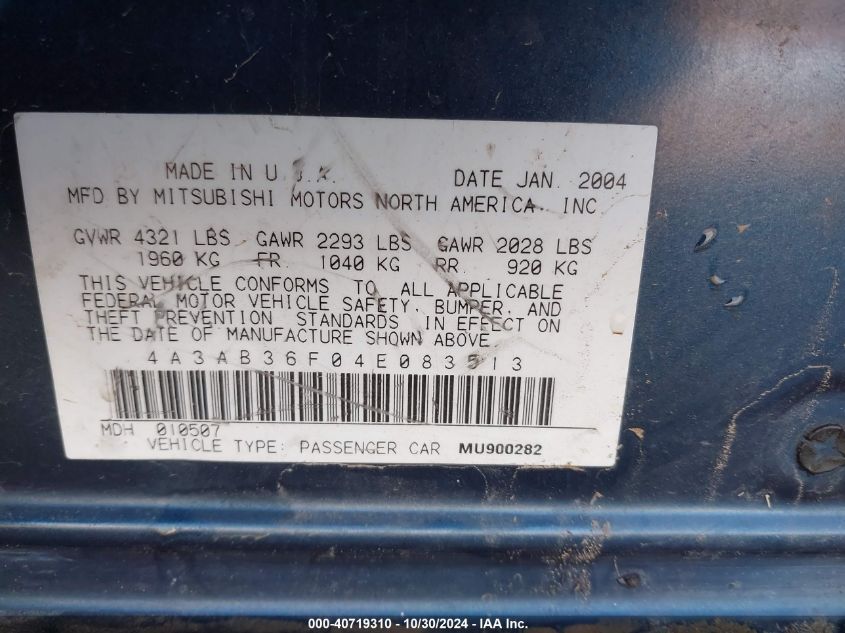 MADE IN U.S.A. DATE JAN. 2004
MFD BY MITSUBISHI MOTORS NORTH AMERICA. INC
GVWR 4321 LBS GAWR 2293 LBS GAWR 2028 LBS
1960 KG FR. 1040 KG RR. 920 KG
THIS VEHICLE CONFORMS TO ALL APPLICABLE
FEDERAL MOTOR VEHICLE SAFETY, BUMPER, AND
THEFT PREVENTION STANDARDS IN EFFECT ON
THE DATE OF MANUFACTURE SHOWN ABOVE
4A3AB36F04E083513
MDH 010507
VEHICLE TYPE: PASSENGER CAR MU900282
000-40719310 - 10/30/2024 - IAA Inc.